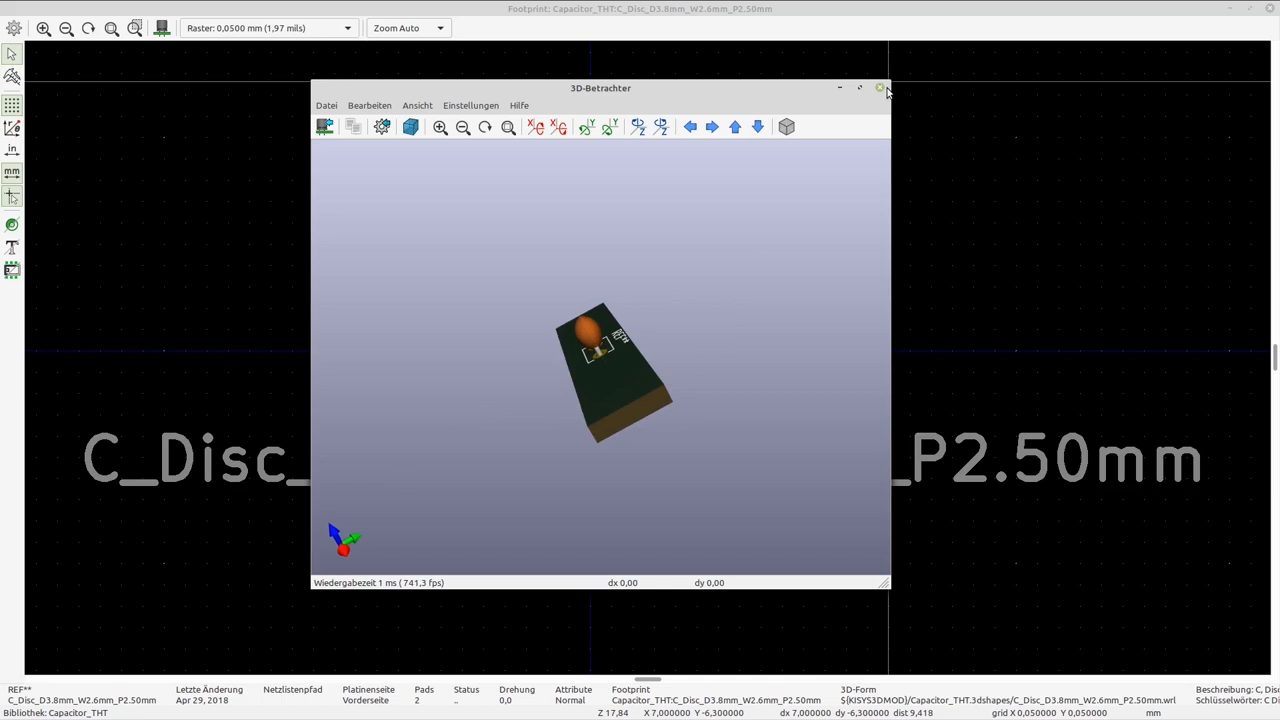 Footprint: Capacitor_THT:C_Disc_D3.8mm_W2.6mm_P2.50mm
Raster: 0,0500 mm (1,97 mils)
Zoom Auto
3D-Betrachter
Datei Bearbeiten Ansicht Einstellungen Hilfe
in
mm
C_Disc_
_P2.50mm
Wiedergabezeit 1 ms ( 741,3 fps) dx 0,00 dy 0,00
REF** Letzte Änderung Netzlistenpfad Platinenseite Pads Status Drehung Attribute Footprint 3D-Form Beschreibung: C, Disc
C_Disc_D3.8mm_W2.6mm_P2.50mm Apr 29, 2018 Vorderseite 2 .. 0,0 Normal Capacitor_THT:C_Disc_D3.8mm_W2.6mm_P2.50mm ${KISYS3DMOD}/Capacitor_THT.3dshapes/C_Disc_D3.8mm_W2.6mm_P2.50mm.wrl Schlüsselwörter: C D
Bibliothek: Capacitor_THT Z 17,84 X 7,000000 Y -6,300000 dx 7,000000 dy -6,300000 dist 9,418 grid X 0,050000 Y 0,050000 mm